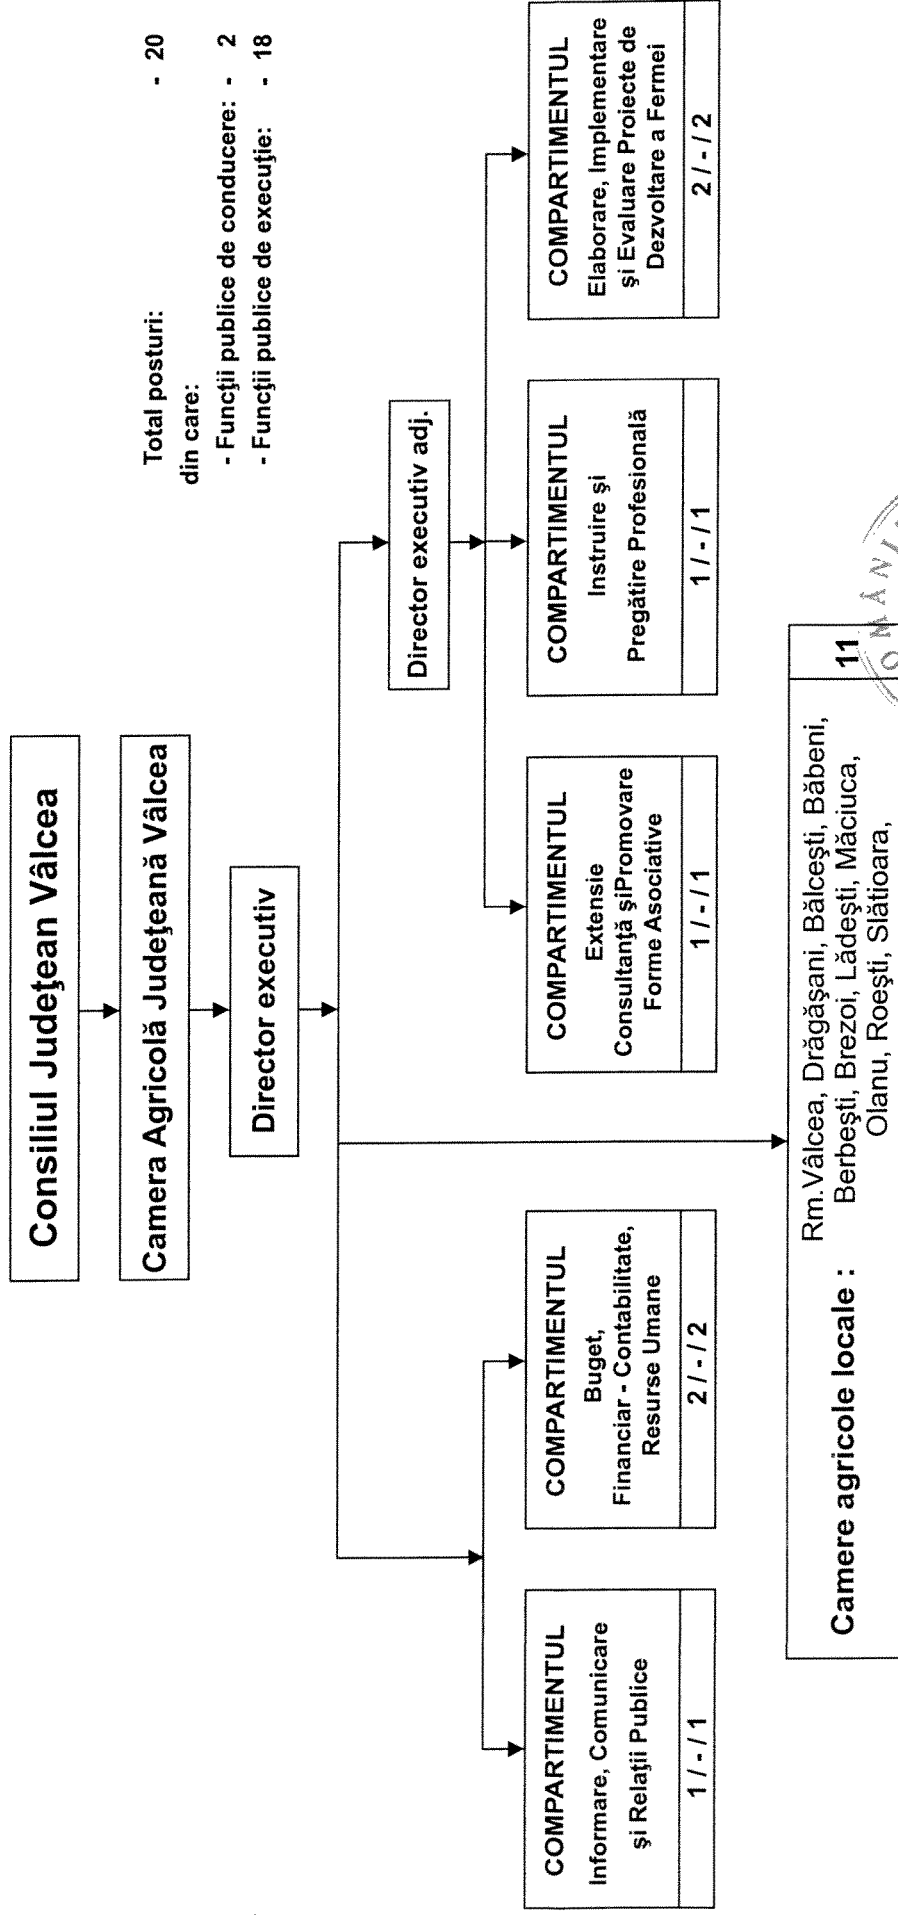 Consiliul Judeţean Vâlcea
Camera Agricolă Judeţeană Vâlcea
Director executiv
Total posturi: - 20
din care:
- Funcţii publice de conducere: - 2
- Funcţii publice de execuţie: - 18
Director executiv adj.
COMPARTIMENTUL
Informare, Comunicare
şi Relaţii Publice
1 / - / 1
COMPARTIMENTUL
Buget,
Financiar - Contabilitate,
Resurse Umane
2 / - / 2
COMPARTIMENTUL
Extensie
Consultanţă şiPromovare
Forme Asociative
1 / - / 1
COMPARTIMENTUL
Instruire şi
Pregătire Profesională
1 / - / 1
COMPARTIMENTUL
Elaborare, Implementare
şi Evaluare Proiecte de
Dezvoltare a Fermei
2 / - / 2
Camere agricole locale :
Rm.Vâlcea, Drăgăşani, Bălceşti, Băbeni,
Berbeşti, Brezoi, Lădeşti, Măciuca,
Olanu, Roeşti, Slătioara,
11